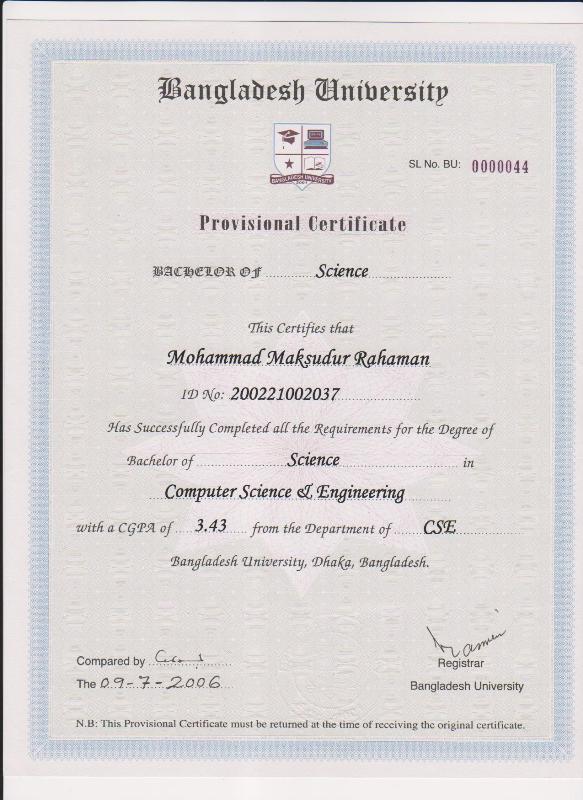 Bangladesh University
BANGLADESH UNIVERSITY
2001
SL No. BU: 0000044
Provisional Certificate
BACHELOR OF Science
This Certifies that
Mohammad Maksudur Rahaman
ID No: 200221002037
Has Successfully Completed all the Requirements for the Degree of
Bachelor of Science in
Computer Science & Engineering
with a CGPA of 3.43 from the Department of CSE
Bangladesh University, Dhaka, Bangladesh.
Compared by
Registrar
The 09-7-2006
Bangladesh University
N.B: This Provisional Certificate must be returned at the time of receiving the original certificate.